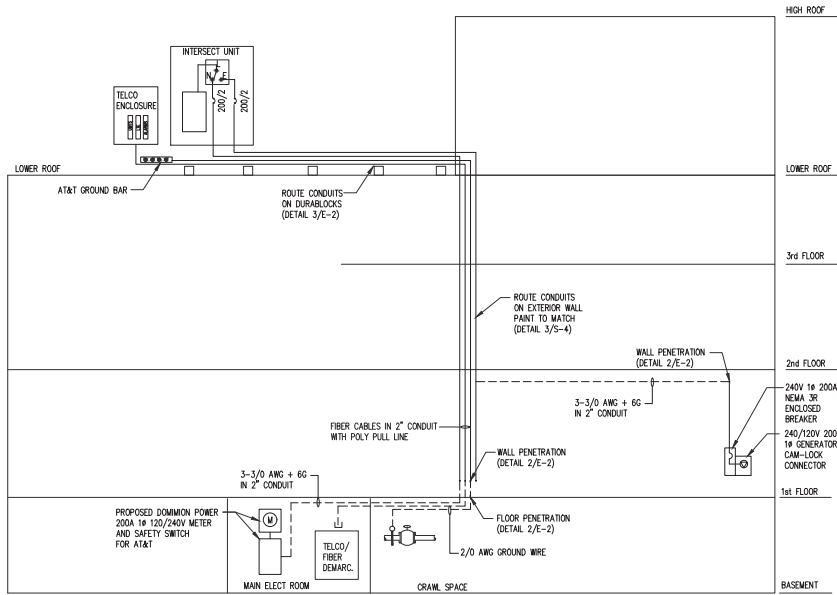 HIGH ROOF
INTERSECT UNIT
N E
200/2
200/2
TELCO
ENCLOSURE
LOWER ROOF
LOWER ROOF
AT&T GROUND BAR
ROUTE CONDUITS
ON DURABLOCKS
(DETAIL 3/E-2)
3rd FLOOR
ROUTE CONDUITS
ON EXTERIOR WALL
PAINT TO MATCH
(DETAIL 3/S-4)
WALL PENETRATION
(DETAIL 2/E-2)
2nd FLOOR
240V 1ø 200A
NEMA 3R
ENCLOSED
BREAKER
3-3/0 AWG + 6G
IN 2" CONDUIT
FIBER CABLES IN 2" CONDUIT
WITH POLY PULL LINE
240/120V 200
1ø GENERATOR
CAM-LOCK
CONNECTOR
WALL PENETRATION
(DETAIL 2/E-2)
3-3/0 AWG + 6G
IN 2" CONDUIT
1st FLOOR
PROPOSED DOMIMION POWER
200A 1ø 120/240V METER
AND SAFETY SWITCH
FOR AT&T
M
FLOOR PENETRATION
(DETAIL 2/E-2)
TELCO/
FIBER
DEMARC.
2/0 AWG GROUND WIRE
MAIN ELECT ROOM
CRAWL SPACE
BASEMENT